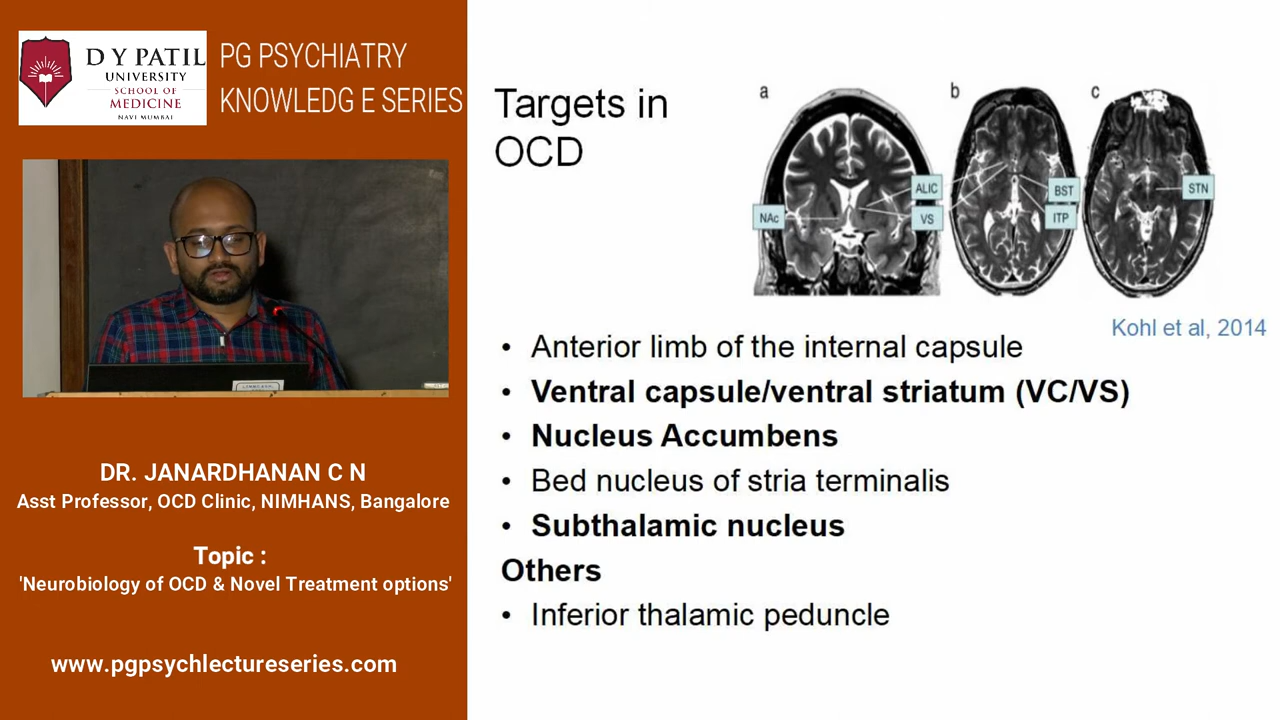 D Y PATIL
UNIVERSITY
SCHOOL OF
MEDICINE
NAVI MUMBAI
PG PSYCHIATRY
KNOWLEDG E SERIES
DR. JANARDHANAN C N
Asst Professor, OCD Clinic, NIMHANS, Bangalore
Topic :
'Neurobiology of OCD & Novel Treatment options'
www.pgpsychlectureseries.com
Targets in
OCD
a
b
c
NAc
ALIC
VS
BST
ITP
STN
Kohl et al, 2014
• Anterior limb of the internal capsule
• Ventral capsule/ventral striatum (VC/VS)
• Nucleus Accumbens
• Bed nucleus of stria terminalis
• Subthalamic nucleus
Others
• Inferior thalamic peduncle